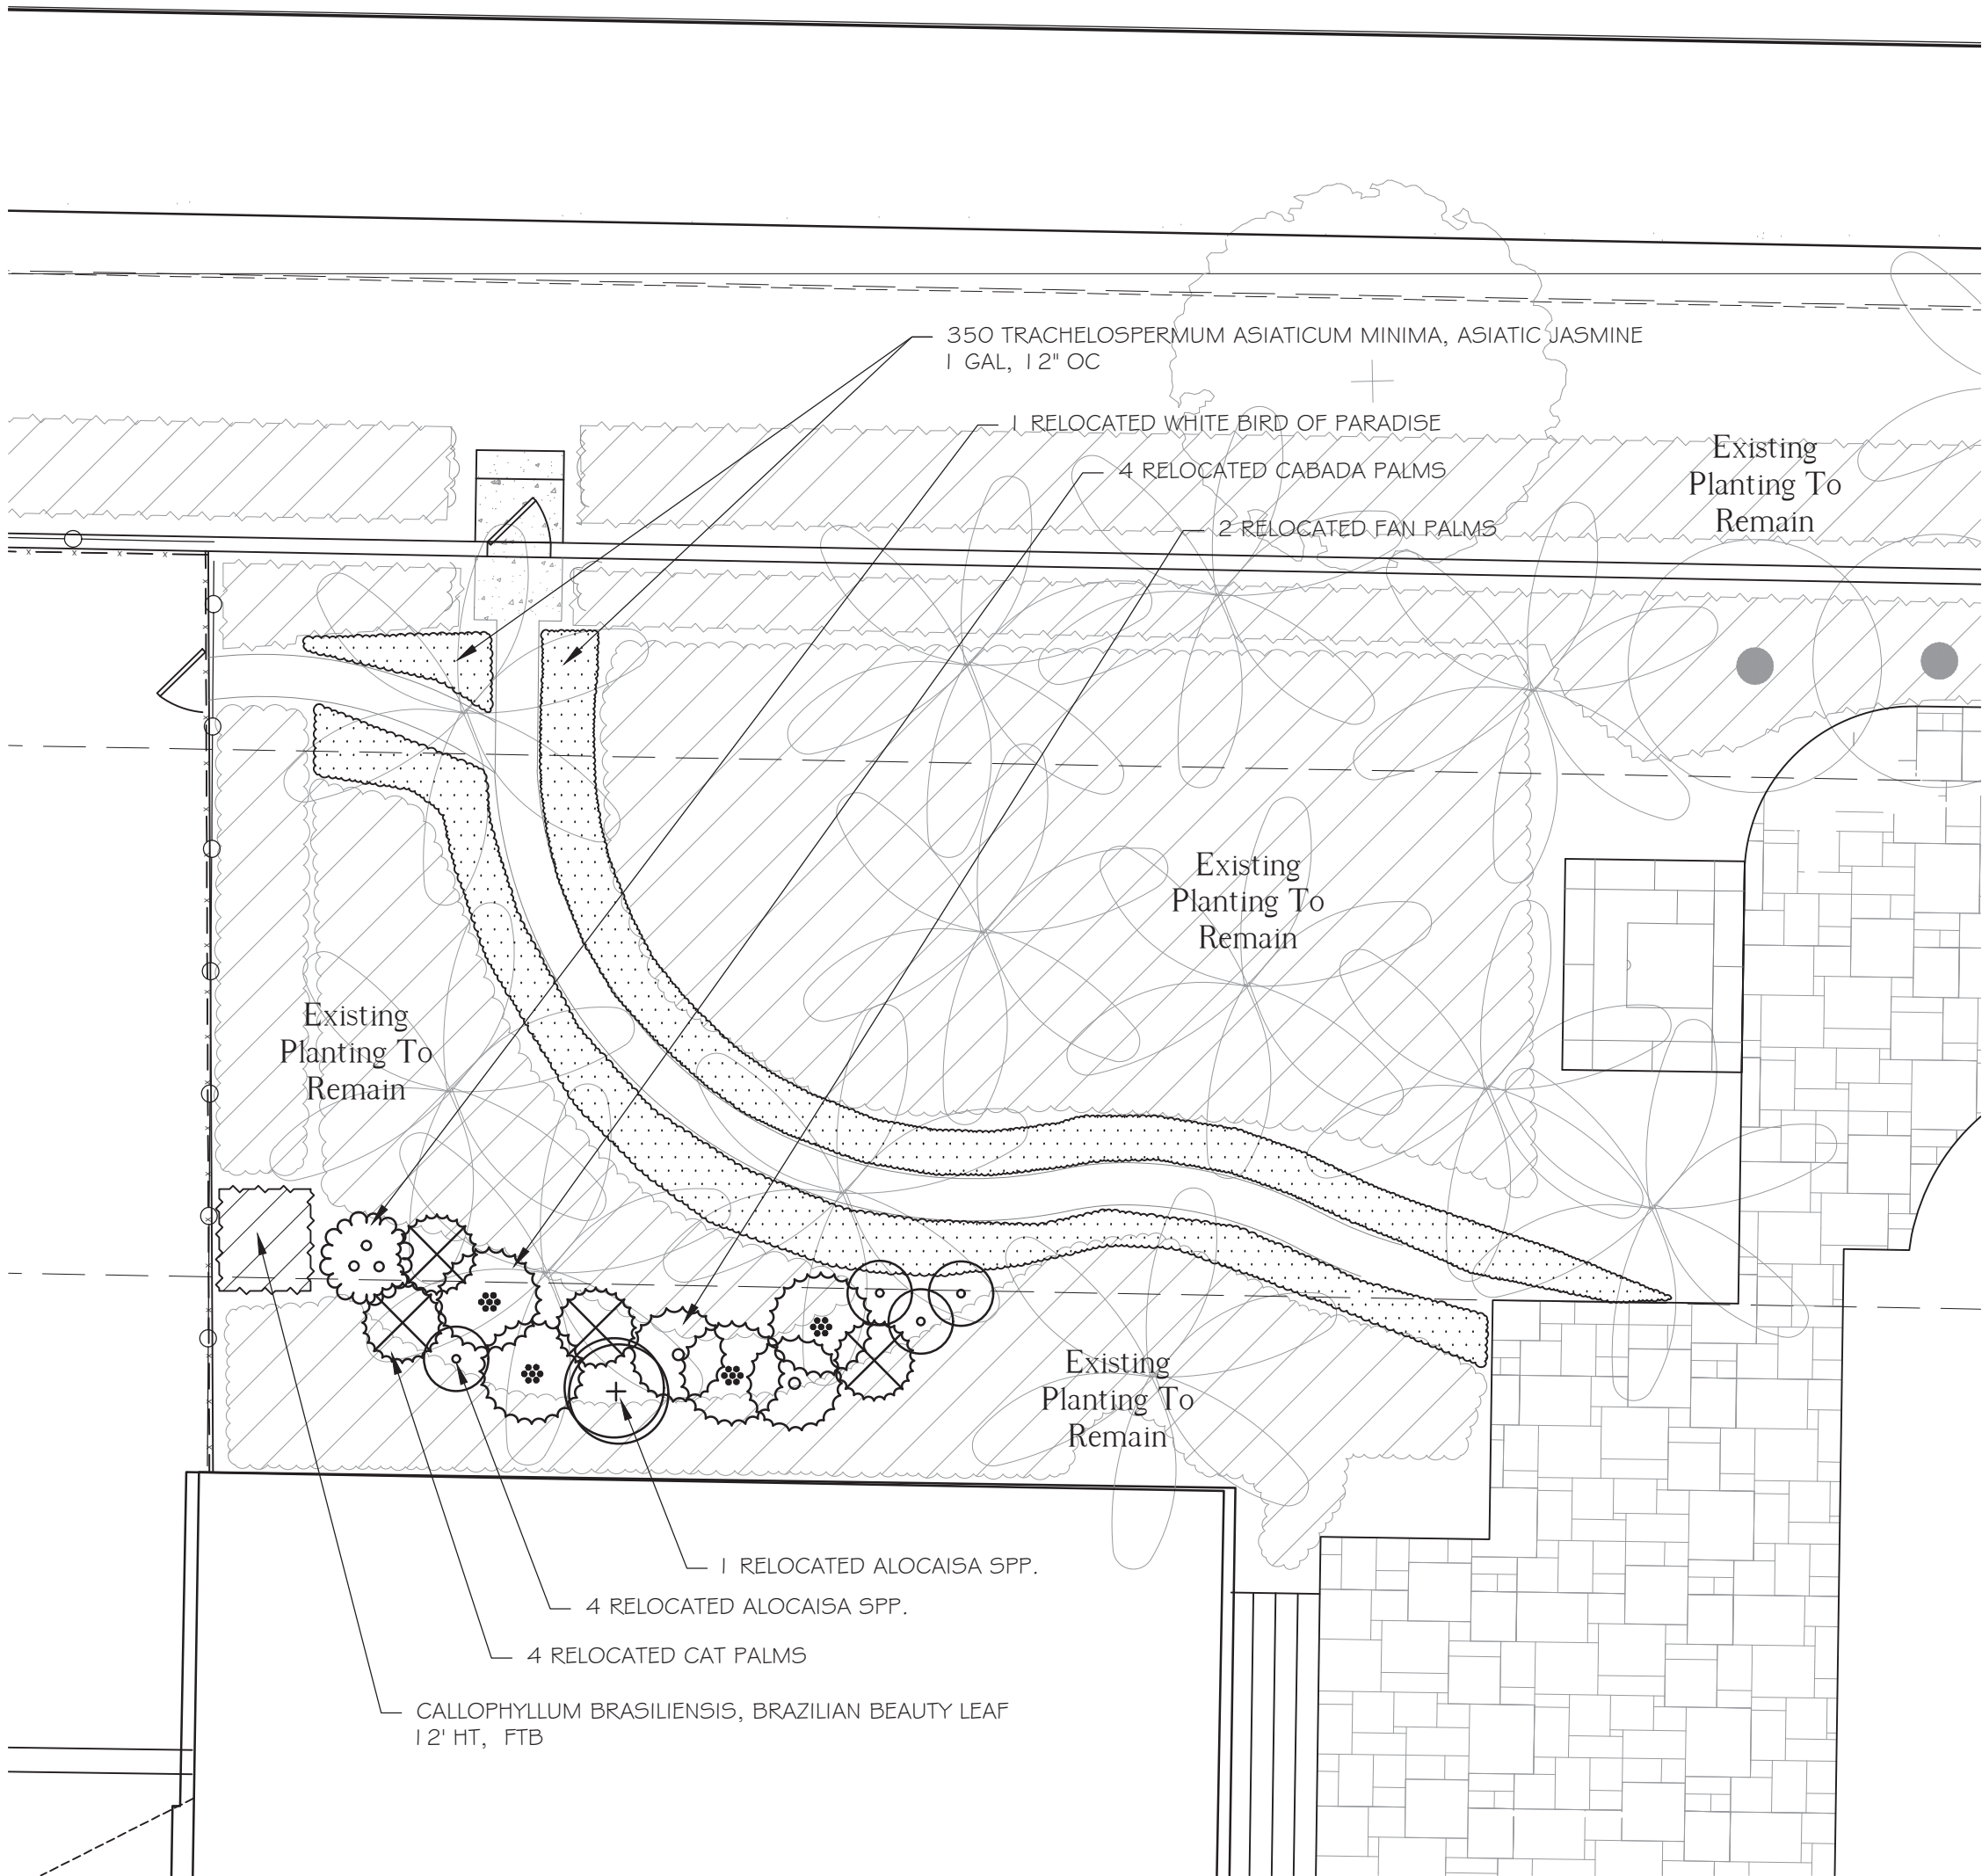 350 TRACHELOSPERMUM ASIATICUM MINIMA, ASIATIC JASMINE
1 GAL, 12" OC
1 RELOCATED WHITE BIRD OF PARADISE
4 RELOCATED CABADA PALMS
2 RELOCATED FAN PALMS
Existing
Planting To
Remain
Existing
Planting To
Remain
Existing
Planting To
Remain
Existing
Planting To
Remain
1 RELOCATED ALOCAISA SPP.
4 RELOCATED ALOCAISA SPP.
4 RELOCATED CAT PALMS
CALLOPHYLLUM BRASILIENSIS, BRAZILIAN BEAUTY LEAF
12' HT, FTB